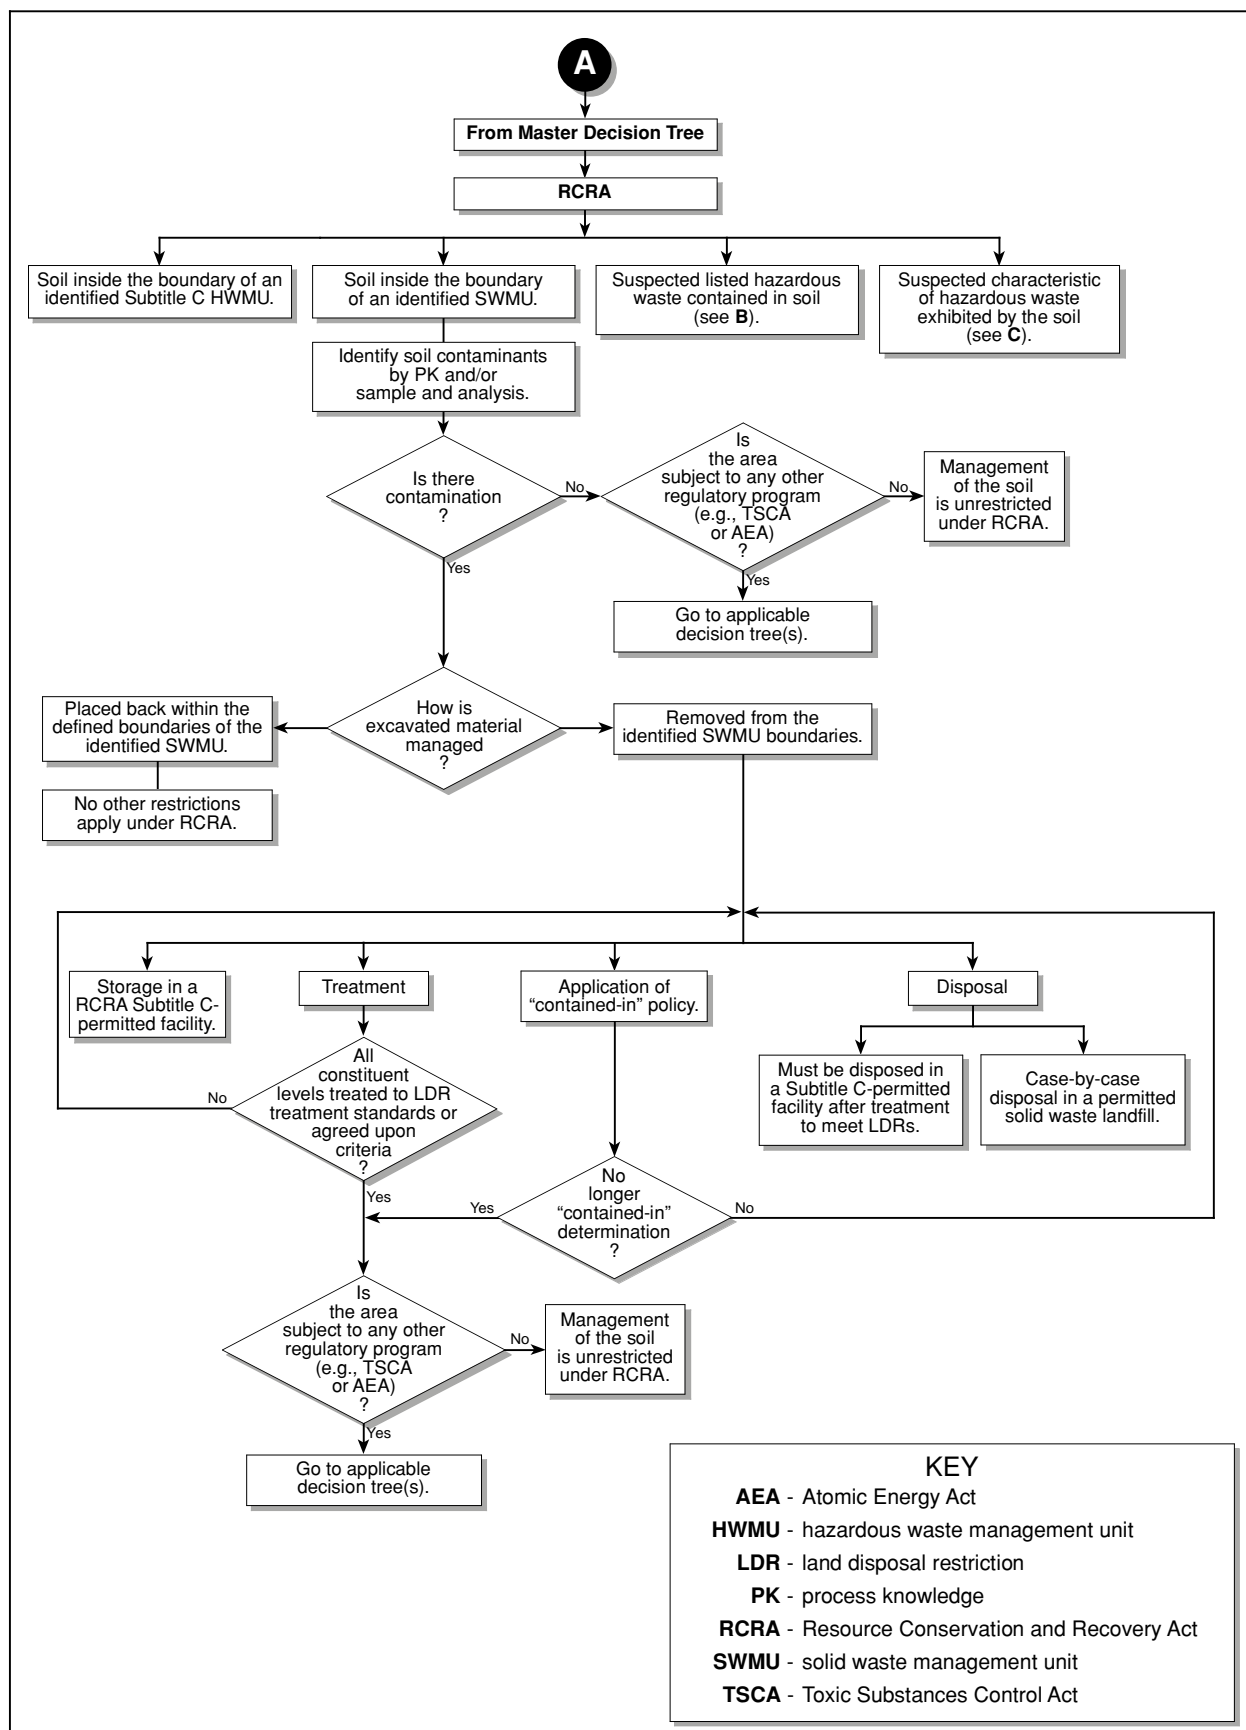 A
From Master Decision Tree
RCRA
Soil inside the boundary of an
identified Subtitle C HWMU.
Soil inside the boundary
of an identified SWMU.
Suspected listed hazardous
waste contained in soil
(see B).
Suspected characteristic
of hazardous waste
exhibited by the soil
(see C).
Identify soil contaminants
by PK and/or
sample and analysis.
Is there
contamination
?
No
Is
the area
subject to any other
regulatory program
(e.g., TSCA
or AEA)
?
No
Management
of the soil
is unrestricted
under RCRA.
Yes
Yes
Go to applicable
decision tree(s).
Placed back within the
defined boundaries of the
identified SWMU.
How is
excavated material
managed
?
Removed from the
identified SWMU boundaries.
No other restrictions
apply under RCRA.
Storage in a
RCRA Subtitle C-
permitted facility.
Treatment
Application of
“contained-in” policy.
Disposal
All
constituent
levels treated to LDR
treatment standards or
agreed upon
criteria
?
No
Must be disposed in
a Subtitle C-permitted
facility after treatment
to meet LDRs.
Case-by-case
disposal in a permitted
solid waste landfill.
Yes
Yes
No
longer
“contained-in”
determination
?
No
Is
the area
subject to any other
regulatory program
(e.g., TSCA
or AEA)
?
No
Management
of the soil
is unrestricted
under RCRA.
Yes
Go to applicable
decision tree(s).
KEY
AEA - Atomic Energy Act
HWMU - hazardous waste management unit
LDR - land disposal restriction
PK - process knowledge
RCRA - Resource Conservation and Recovery Act
SWMU - solid waste management unit
TSCA - Toxic Substances Control Act